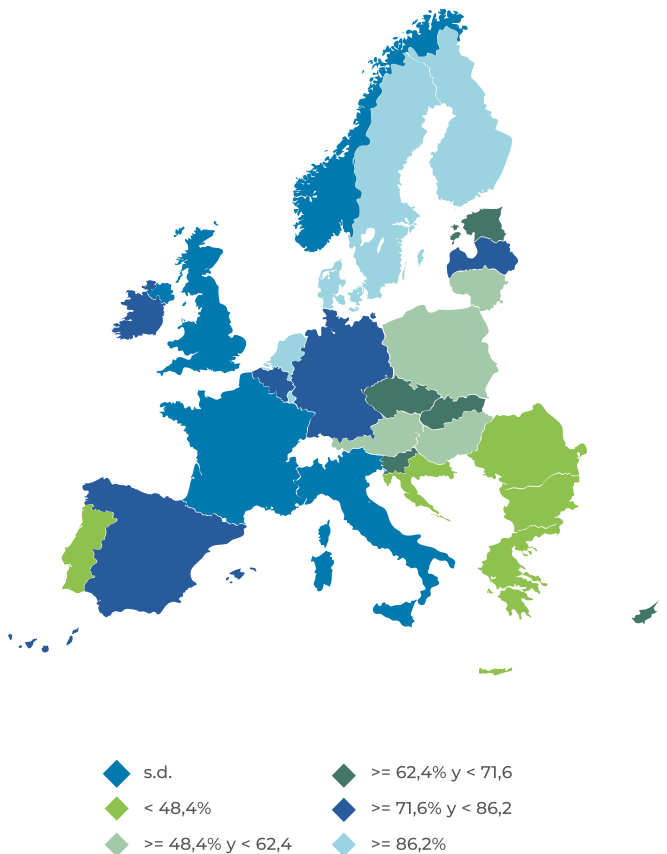 s.d.
< 48,4%
>= 48,4% y < 62,4
>= 62,4% y < 71,6
>= 71,6% y < 86,2
>= 86,2%